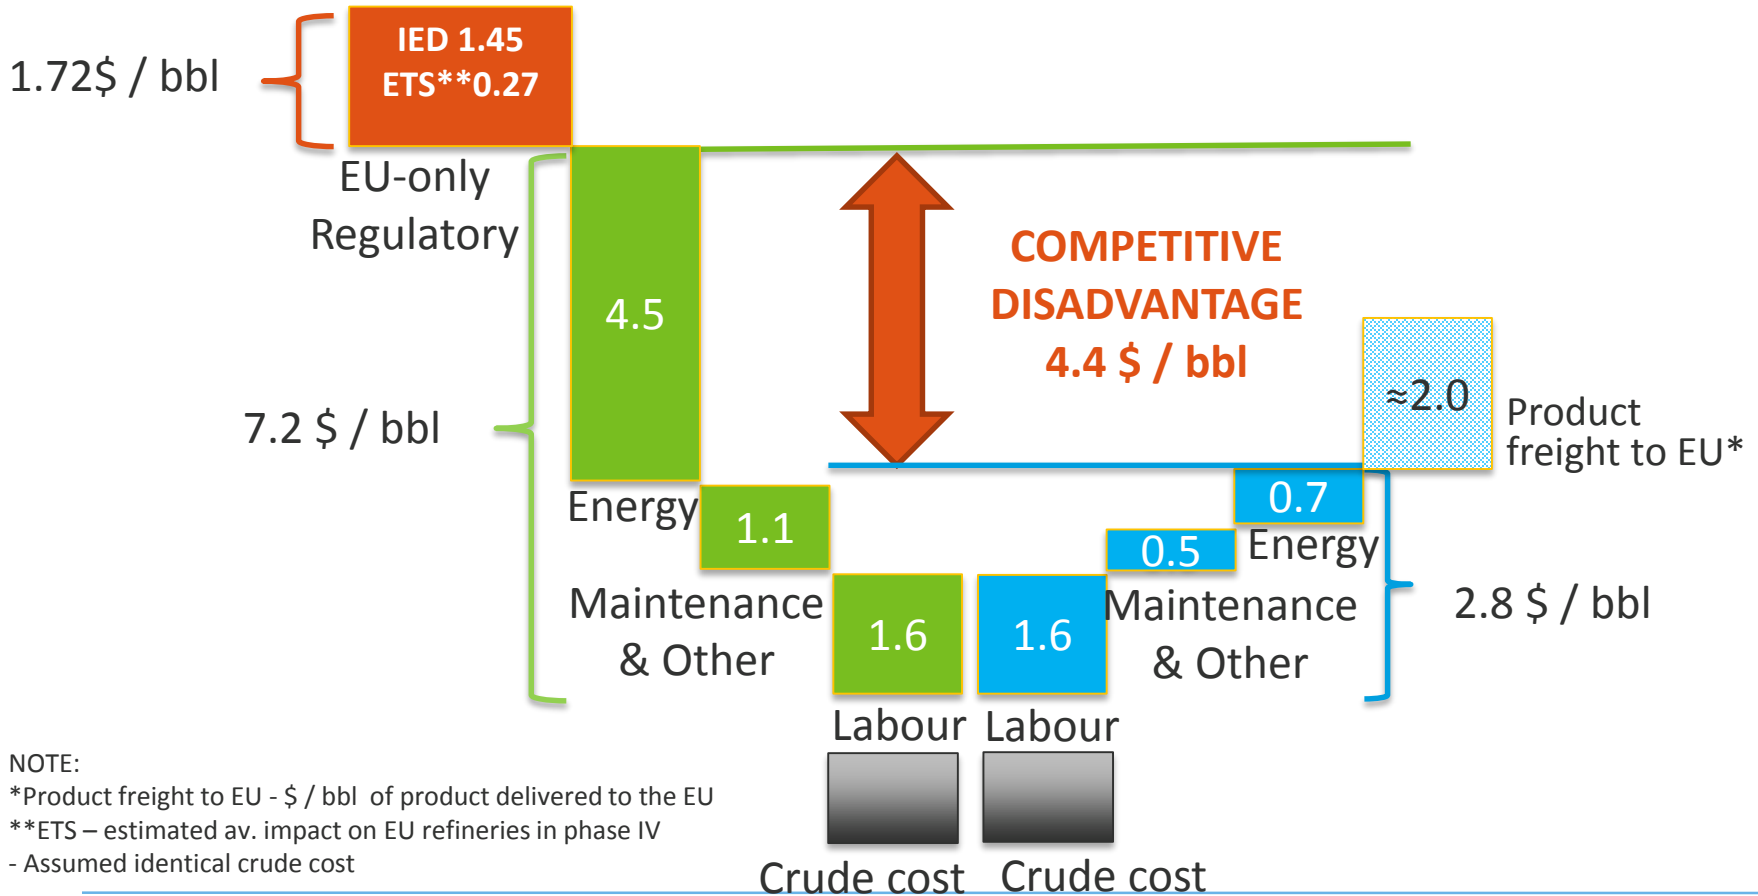 IED 1.45
ETS**0.27
1.72$ / bbl
EU-only
Regulatory
4.5
COMPETITIVE
DISADVANTAGE
4.4 $ / bbl
≈2.0
Product
freight to EU*
7.2 $ / bbl
Energy
1.1
0.7
0.5
Energy
Maintenance
& Other
1.6
1.6
Maintenance
& Other
2.8 $ / bbl
Labour
Labour
NOTE:
*Product freight to EU - $ / bbl of product delivered to the EU
**ETS – estimated av. impact on EU refineries in phase IV
- Assumed identical crude cost
Crude cost
Crude cost